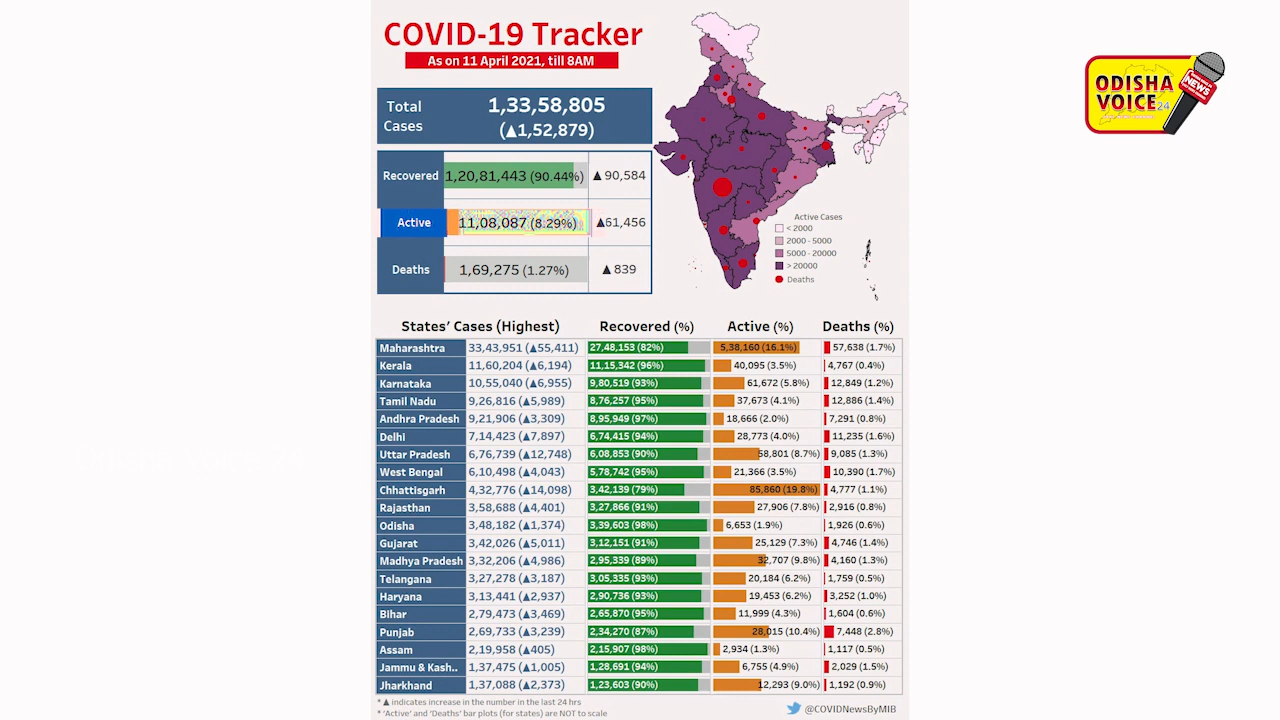 COVID-19 Tracker
As on 11 April 2021, till 8AM
Total Cases 1,33,58,805
(▲1,52,879)
Recovered 1,20,81,443 (90.44%) ▲ 90,584
Active 11,08,087 (8.29%) ▲61,456
Deaths 1,69,275 (1.27%) ▲ 839
Active Cases
< 2000
2000 - 5000
5000 - 20000
> 20000
Deaths
ODISHA
VOICE 24
NEWS
States' Cases (Highest) Recovered (%) Active (%) Deaths (%)
Maharashtra 33,43,951 (▲55,411) 27,48,153 (82%) 5,38,160 (16.1%) 57,638 (1.7%)
Kerala 11,60,204 (▲6,194) 11,15,342 (96%) 40,095 (3.5%) 4,767 (0.4%)
Karnataka 10,55,040 (▲6,955) 9,80,519 (93%) 61,672 (5.8%) 12,849 (1.2%)
Tamil Nadu 9,26,816 (▲5,989) 8,76,257 (95%) 37,673 (4.1%) 12,886 (1.4%)
Andhra Pradesh 9,21,906 (▲3,309) 8,95,949 (97%) 18,666 (2.0%) 7,291 (0.8%)
Delhi 7,14,423 (▲7,897) 6,74,415 (94%) 28,773 (4.0%) 11,235 (1.6%)
Uttar Pradesh 6,76,739 (▲12,748) 6,08,853 (90%) 58,801 (8.7%) 9,085 (1.3%)
West Bengal 6,10,498 (▲4,043) 5,78,742 (95%) 21,366 (3.5%) 10,390 (1.7%)
Chhattisgarh 4,32,776 (▲14,098) 3,42,139 (79%) 85,860 (19.8%) 4,777 (1.1%)
Rajasthan 3,58,688 (▲4,401) 3,27,866 (91%) 27,906 (7.8%) 2,916 (0.8%)
Odisha 3,48,182 (▲1,374) 3,39,603 (98%) 6,653 (1.9%) 1,926 (0.6%)
Gujarat 3,42,026 (▲5,011) 3,12,151 (91%) 25,129 (7.3%) 4,746 (1.4%)
Madhya Pradesh 3,32,206 (▲4,986) 2,95,339 (89%) 32,707 (9.8%) 4,160 (1.3%)
Telangana 3,27,278 (▲3,187) 3,05,335 (93%) 20,184 (6.2%) 1,759 (0.5%)
Haryana 3,13,441 (▲2,937) 2,90,736 (93%) 19,453 (6.2%) 3,252 (1.0%)
Bihar 2,79,473 (▲3,469) 2,65,870 (95%) 11,999 (4.3%) 1,604 (0.6%)
Punjab 2,69,733 (▲3,239) 2,34,270 (87%) 28,015 (10.4%) 7,448 (2.8%)
Assam 2,19,958 (▲405) 2,15,907 (98%) 2,934 (1.3%) 1,117 (0.5%)
Jammu & Kash.. 1,37,475 (▲1,005) 1,28,691 (94%) 6,755 (4.9%) 2,029 (1.5%)
Jharkhand 1,37,088 (▲2,373) 1,23,603 (90%) 12,293 (9.0%) 1,192 (0.9%)
* ▲ indicates increase in the number in the last 24 hrs
* 'Active' and 'Deaths' bar plots (for states) are NOT to scale
@COVIDNewsByMIB